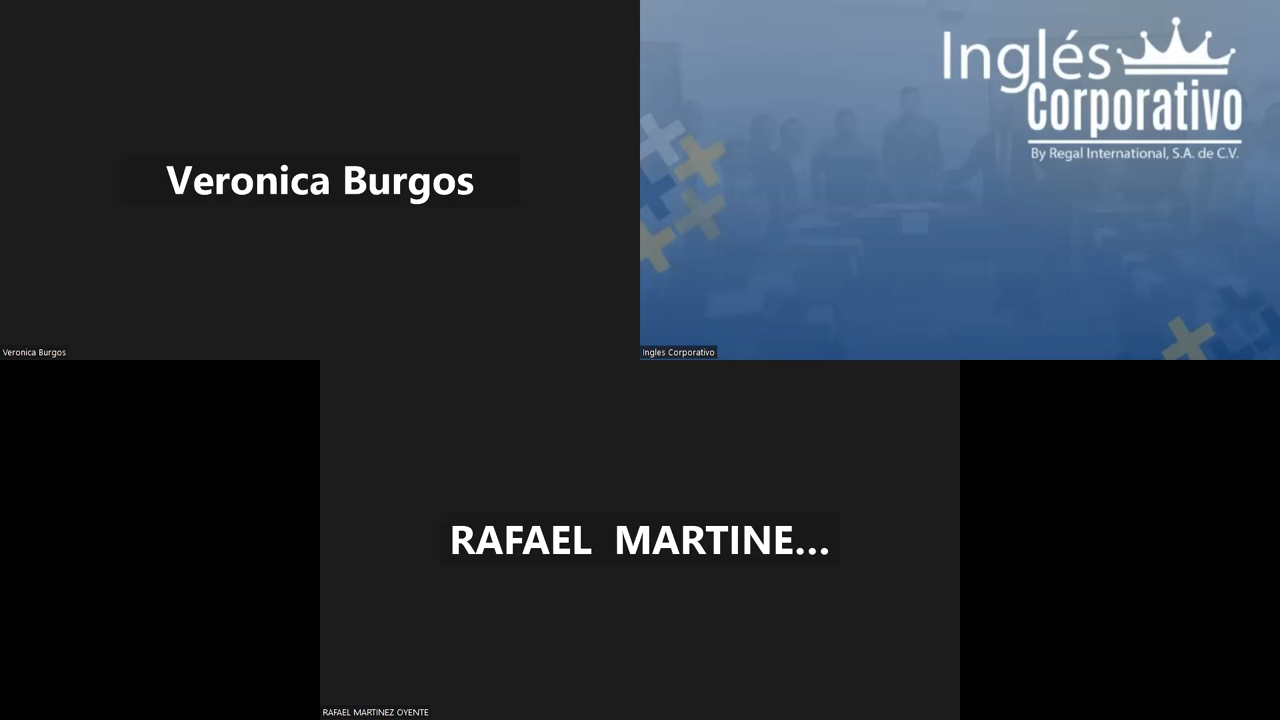 Veronica Burgos
Veronica Burgos
Inglés
Corporativo
By Regal International, S.A. de C.V.
Ingles Corporativo
RAFAEL MARTINE...
RAFAEL MARTINEZ OYENTE